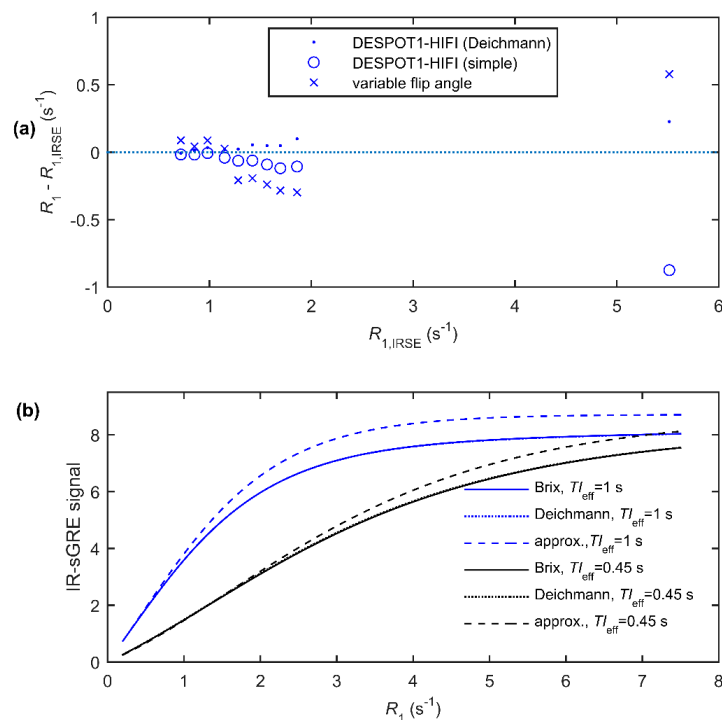 (a)
1
0.5
0
-0.5
-1
R1 - R1,IRSE (s-1)
DESPOT1-HIFI (Deichmann)
DESPOT1-HIFI (simple)
variable flip angle
0 1 2 3 4 5 6
R1,IRSE (s-1)
(b)
8
6
4
2
0
IR-sGRE signal
Brix, TIeff=1 s
Deichmann, TIeff=1 s
approx.,TIeff=1 s
Brix, TIeff=0.45 s
Deichmann, TIeff=0.45 s
approx., TIeff=0.45 s
0 1 2 3 4 5 6 7 8
R1 (s-1)